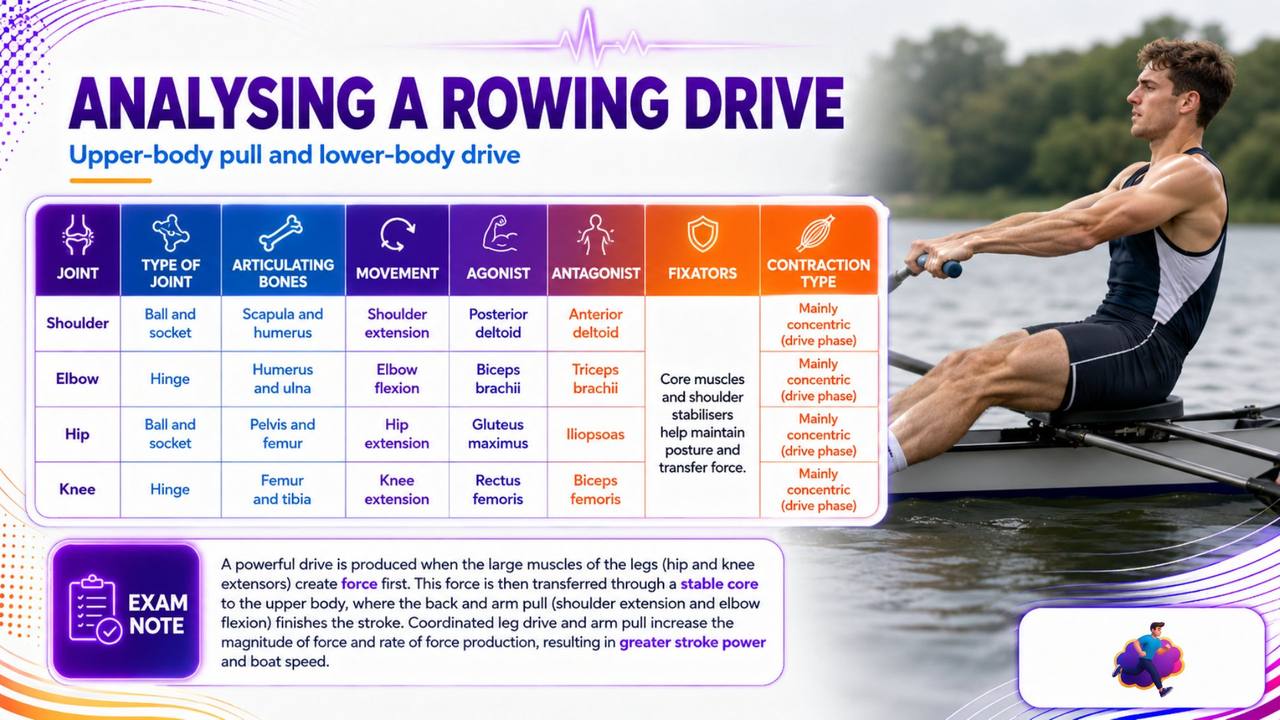 ANALYSING A ROWING DRIVE
Upper-body pull and lower-body drive
JOINT
TYPE OF
JOINT
ARTICULATING
BONES
MOVEMENT
AGONIST
ANTAGONIST
FIXATORS
CONTRACTION
TYPE
Shoulder
Ball and
socket
Scapula and
humerus
Shoulder
extension
Posterior
deltoid
Anterior
deltoid
Mainly
concentric
(drive phase)
Elbow
Hinge
Humerus
and ulna
Elbow
flexion
Biceps
brachii
Triceps
brachii
Core muscles
and shoulder
stabilisers
help maintain
posture and
transfer force.
Mainly
concentric
(drive phase)
Hip
Ball and
socket
Pelvis and
femur
Hip
extension
Gluteus
maximus
Iliopsoas
Mainly
concentric
(drive phase)
Knee
Hinge
Femur
and tibia
Knee
extension
Rectus
femoris
Biceps
femoris
Mainly
concentric
(drive phase)
EXAM
NOTE
A powerful drive is produced when the large muscles of the legs (hip and knee
extensors) create force first. This force is then transferred through a stable core
to the upper body, where the back and arm pull (shoulder extension and elbow
flexion) finishes the stroke. Coordinated leg drive and arm pull increase the
magnitude of force and rate of force production, resulting in greater stroke power
and boat speed.